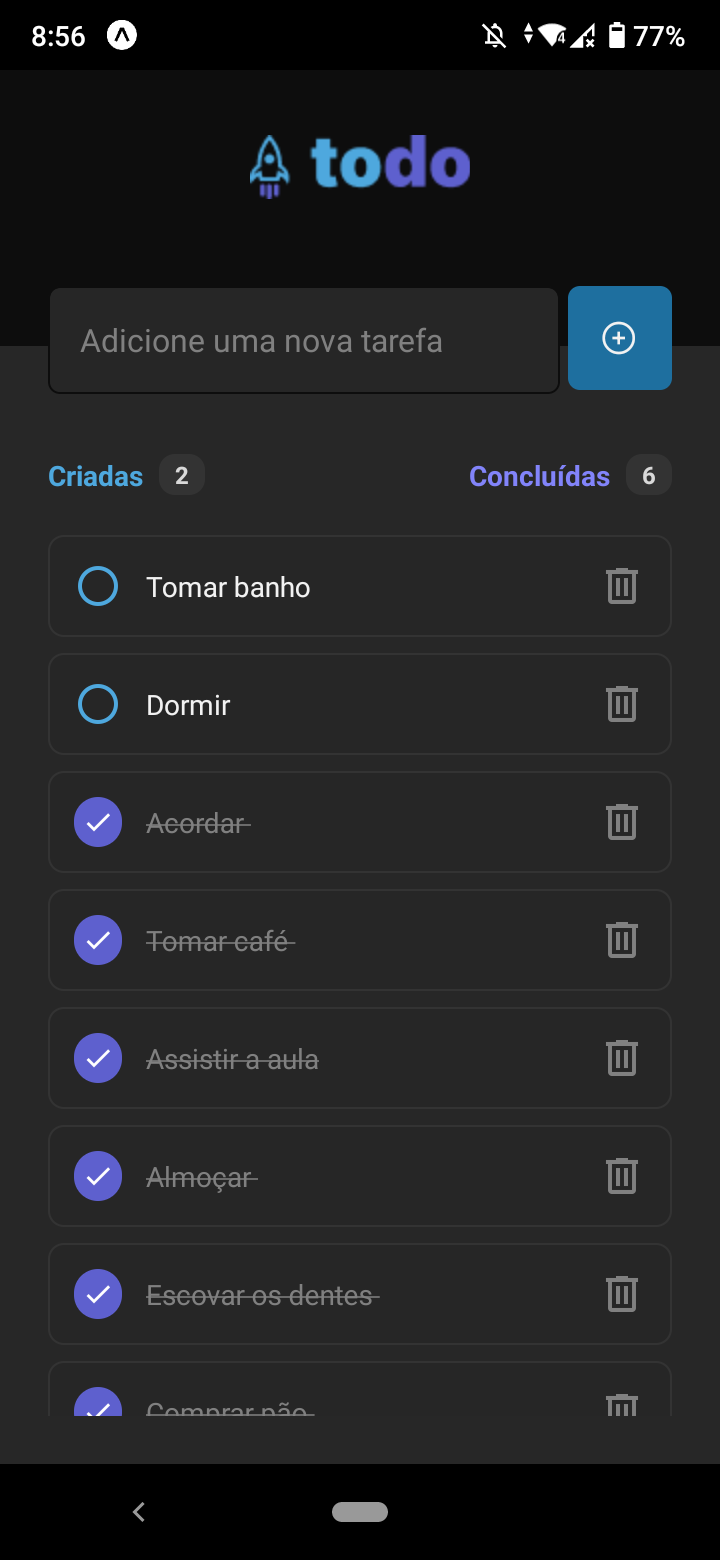 8:56
4
77%
todo
Adicione uma nova tarefa
Criadas 2 Concluídas 6
Tomar banho
Dormir
Acordar
Tomar café
Assistir a aula
Almoçar
Escovar os dentes
Comprar pão